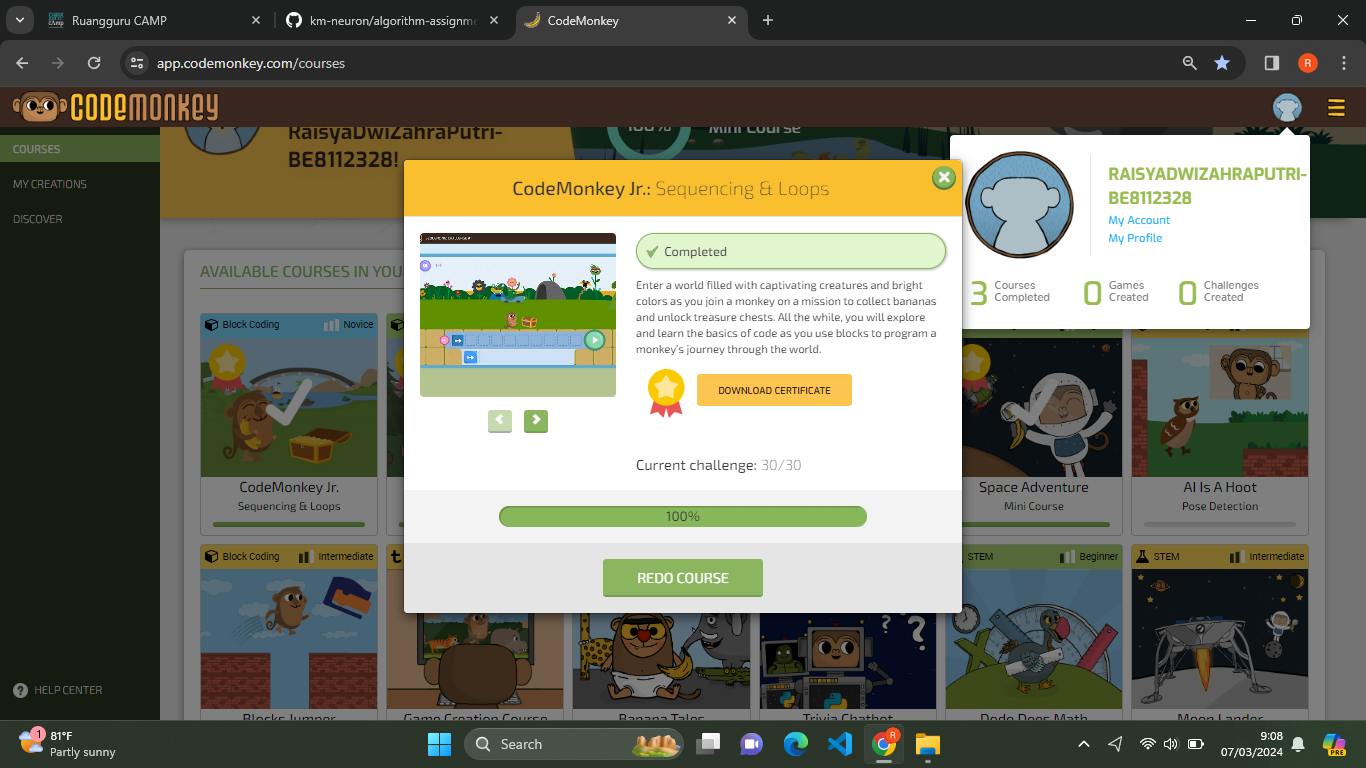 Ruangguru CAMP
km-neuron/algorithm-assignme
CodeMonkey
app.codemonkey.com/courses
R
CODEMONKEY
COURSES
MY CREATIONS
DISCOVER
HELP CENTER
RaisyaDwiZahraPutri-
BE8112328!
100%
Mini Course
RAISYADWIZAHRAPUTRI-
BE8112328
My Account
My Profile
3 Courses
Completed
0 Games
Created
0 Challenges
Created
AVAILABLE COURSES IN YOU
CodeMonkey Jr.: Sequencing & Loops
Completed
Enter a world filled with captivating creatures and bright
colors as you join a monkey on a mission to collect bananas
and unlock treasure chests. All the while, you will explore
and learn the basics of code as you use blocks to program a
monkey's journey through the world.
DOWNLOAD CERTIFICATE
Current challenge: 30/30
100%
REDO COURSE
Block Coding
Novice
CodeMonkey Jr.
Sequencing & Loops
Space Adventure
Mini Course
AI Is A Hoot
Pose Detection
Block Coding
Intermediate
STEM
Beginner
STEM
Intermediate
Blocks Jumper
Game Creation Course
Banana Tales
Trivia Chatbot
Dodo Does Math
Moon Lander
1
81°F
Partly sunny
Search
R
9:08
07/03/2024
PRE